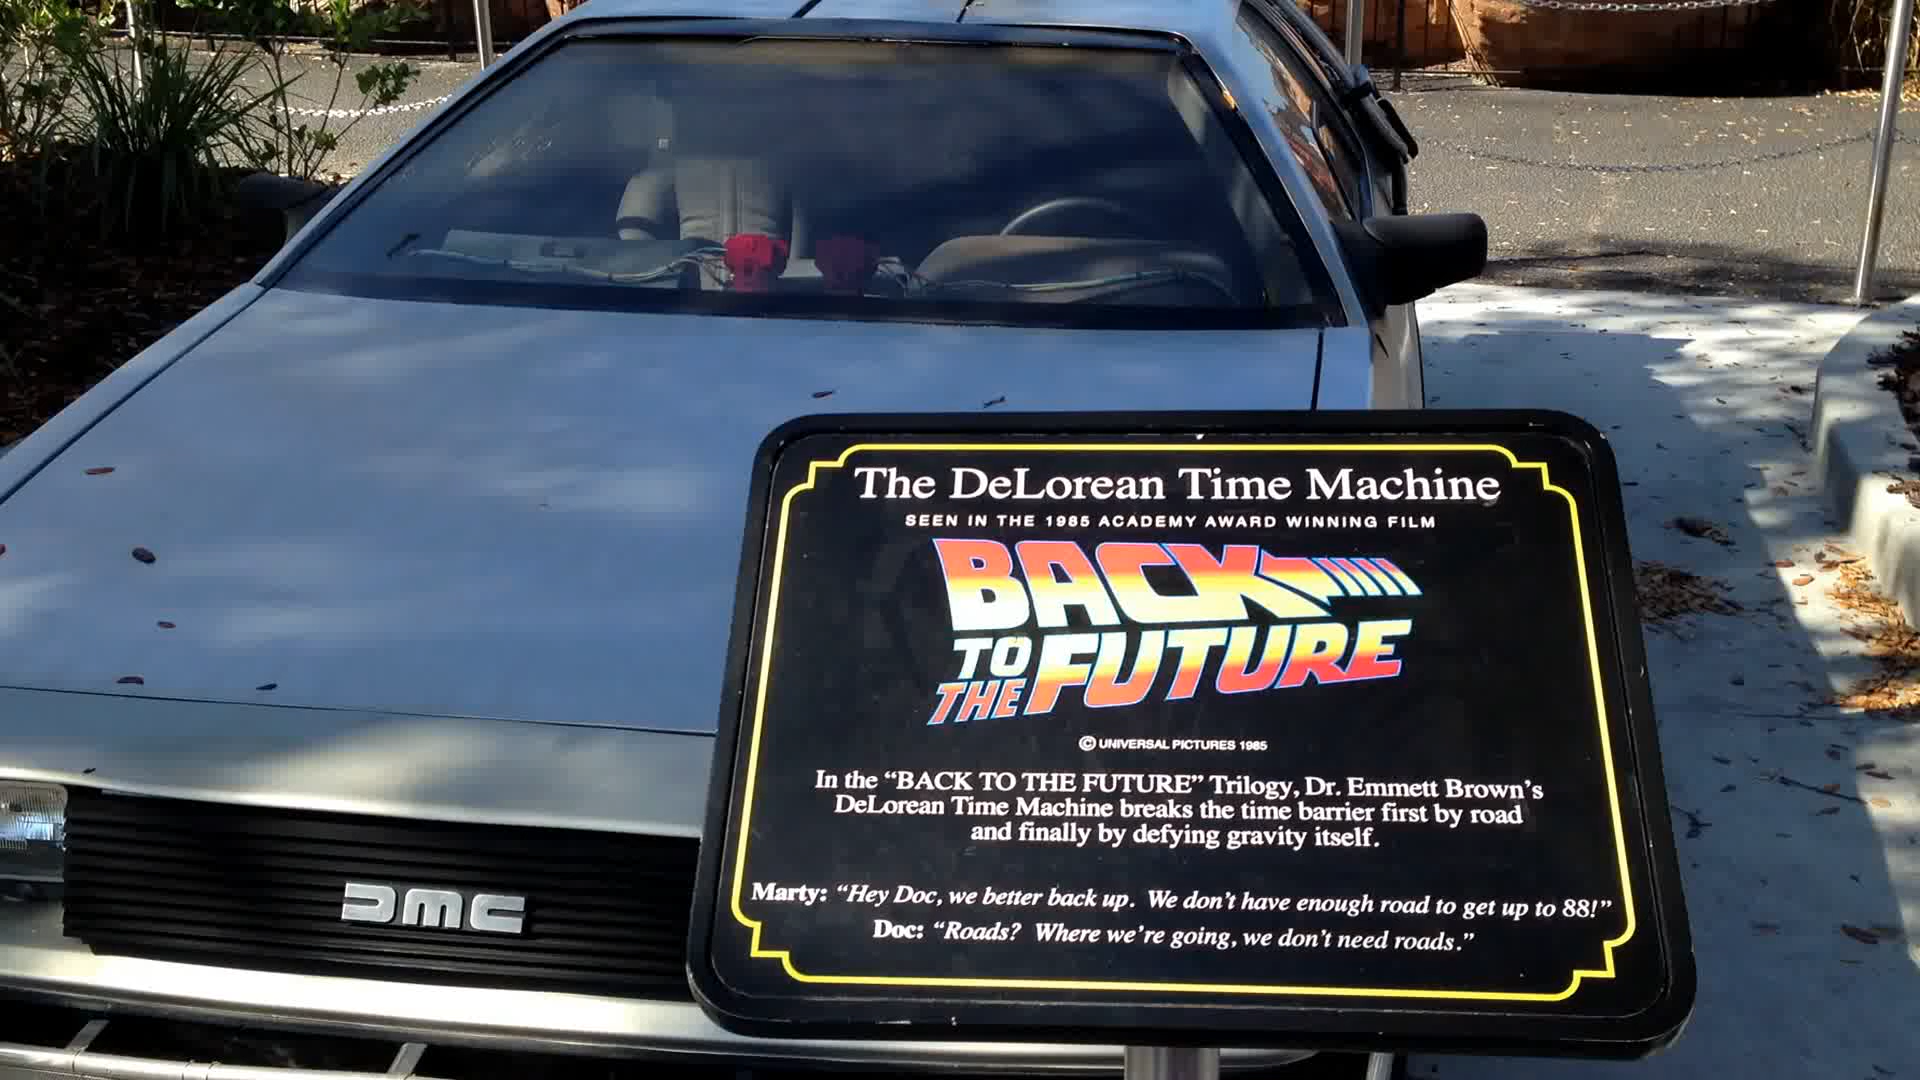 The DeLorean Time Machine
SEEN IN THE 1985 ACADEMY AWARD WINNING FILM
BACK
TO
THE FUTURE
© UNIVERSAL PICTURES 1985
In the “BACK TO THE FUTURE” Trilogy, Dr. Emmett Brown’s
DeLorean Time Machine breaks the time barrier first by road
and finally by defying gravity itself.
Marty: “Hey Doc, we better back up. We don’t have enough road to get up to 88!”
Doc: “Roads? Where we’re going, we don’t need roads.”
DMC